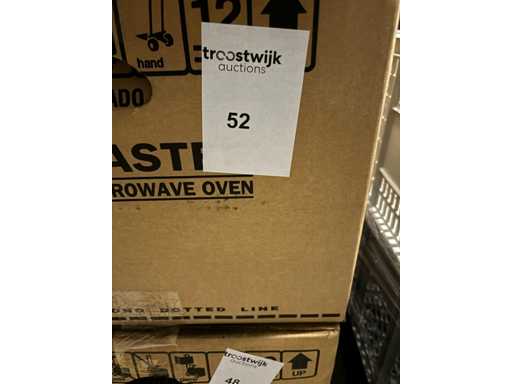 12
hand
troostwijk
auctions
52
ADO
ASTE
ROWAVE OVEN
DOTTED LINE
troostwijk
auctions
48
UP